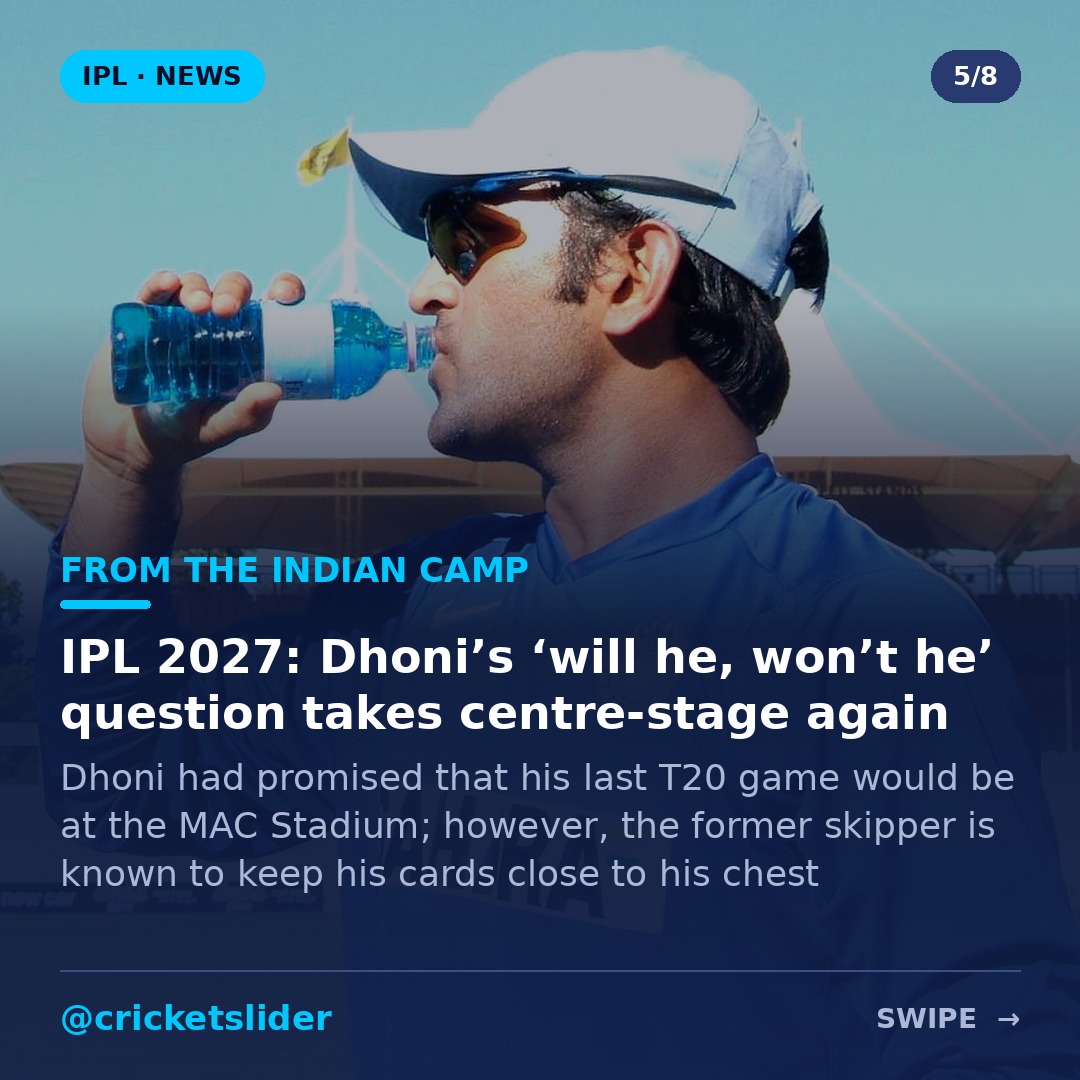 IPL · NEWS
5/8
FROM THE INDIAN CAMP
IPL 2027: Dhoni’s ‘will he, won’t he’
question takes centre-stage again
Dhoni had promised that his last T20 game would be
at the MAC Stadium; however, the former skipper is
known to keep his cards close to his chest
@cricketslider
SWIPE →